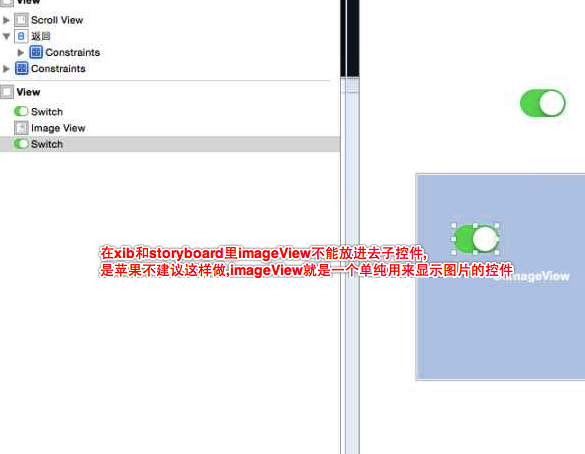 View
Scroll View
返回
Constraints
Constraints
View
Switch
Image View
Switch
在xib和storyboard里imageView不能放进去子控件,
是苹果不建议这样做,imageView就是一个单纯用来显示图片的控件
ImageView